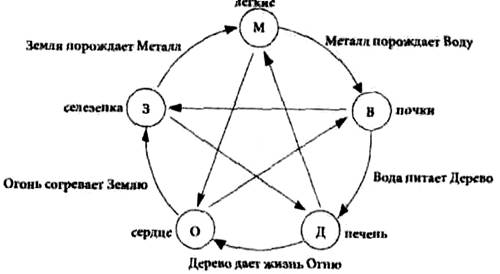 легкие
М
Земля порождает Металл
Металл порождает Воду
селезенка
З
В
почки
Огонь согревает Землю
Вода питает Дерево
сердце
О
Д
печень
Дерево дает жизнь Огню